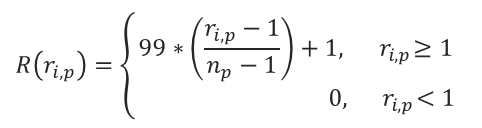 R(r_{i,p}) = { 99 * ( (r_{i,p} − 1) / (n_p − 1) ) + 1,  r_{i,p} ≥ 1
0,  r_{i,p} < 1